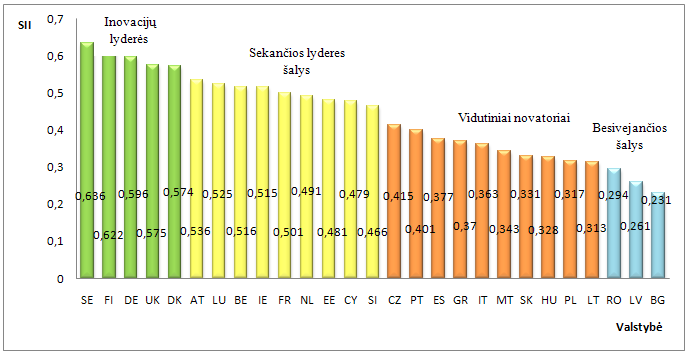 SII
0,7
0,6
0,5
0,4
0,3
0,2
0,1
0
Inovacijų
lyderės
Sekančios lyderes
šalys
Vidutiniai novatoriai
Besivejančios
šalys
0,636 0,596 0,574 0,525 0,515 0,491 0,479 0,415 0,377 0,363 0,331 0,317 0,294 0,231
0,622 0,575 0,536 0,516 0,501 0,481 0,466 0,401 0,37 0,343 0,328 0,313 0,261
SE FI DE UK DK AT LU BE IE FR NL EE CY SI CZ PT ES GR IT MT SK HU PL LT RO LV BG
Valstybė